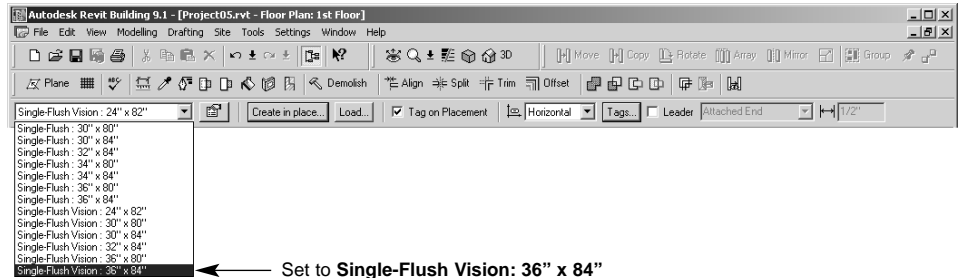 Autodesk Revit Building 9.1 - [Project05.rvt - Floor Plan: 1st Floor]
File Edit View Modelling Drafting Site Tools Settings Window Help
3D Move Copy Rotate Array Mirror Group
Plane Demolish Align Split Trim Offset
Single-Flush Vision : 24" x 82" Create in place... Load... Tag on Placement Horizontal Tags... Leader Attached End 1/2"
Single-Flush : 30" x 80"
Single-Flush : 30" x 84"
Single-Flush : 32" x 84"
Single-Flush : 34" x 80"
Single-Flush : 34" x 84"
Single-Flush : 36" x 80"
Single-Flush : 36" x 84"
Single-Flush Vision : 24" x 82"
Single-Flush Vision : 30" x 80"
Single-Flush Vision : 30" x 84"
Single-Flush Vision : 32" x 84"
Single-Flush Vision : 36" x 80"
Single-Flush Vision : 36" x 84"
Set to Single-Flush Vision: 36” x 84”